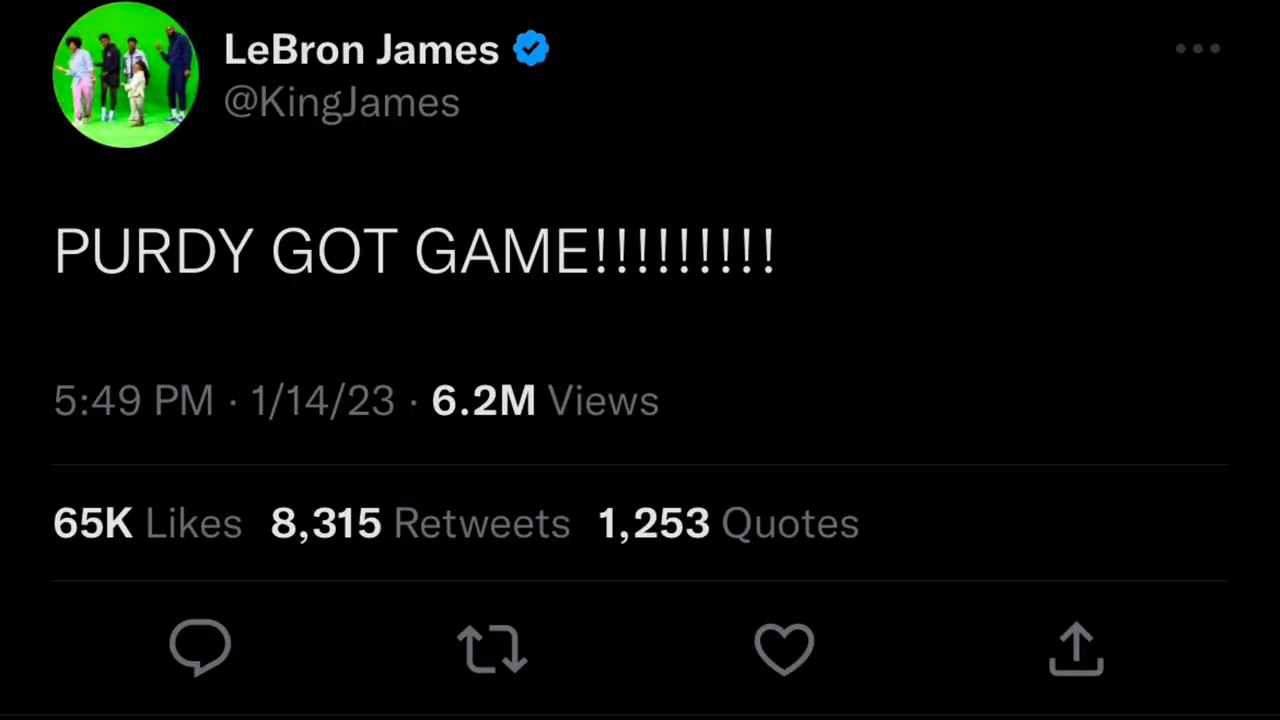 LeBron James
@KingJames
PURDY GOT GAME!!!!!!!!!
5:49 PM · 1/14/23 · 6.2M Views
65K Likes 8,315 Retweets 1,253 Quotes